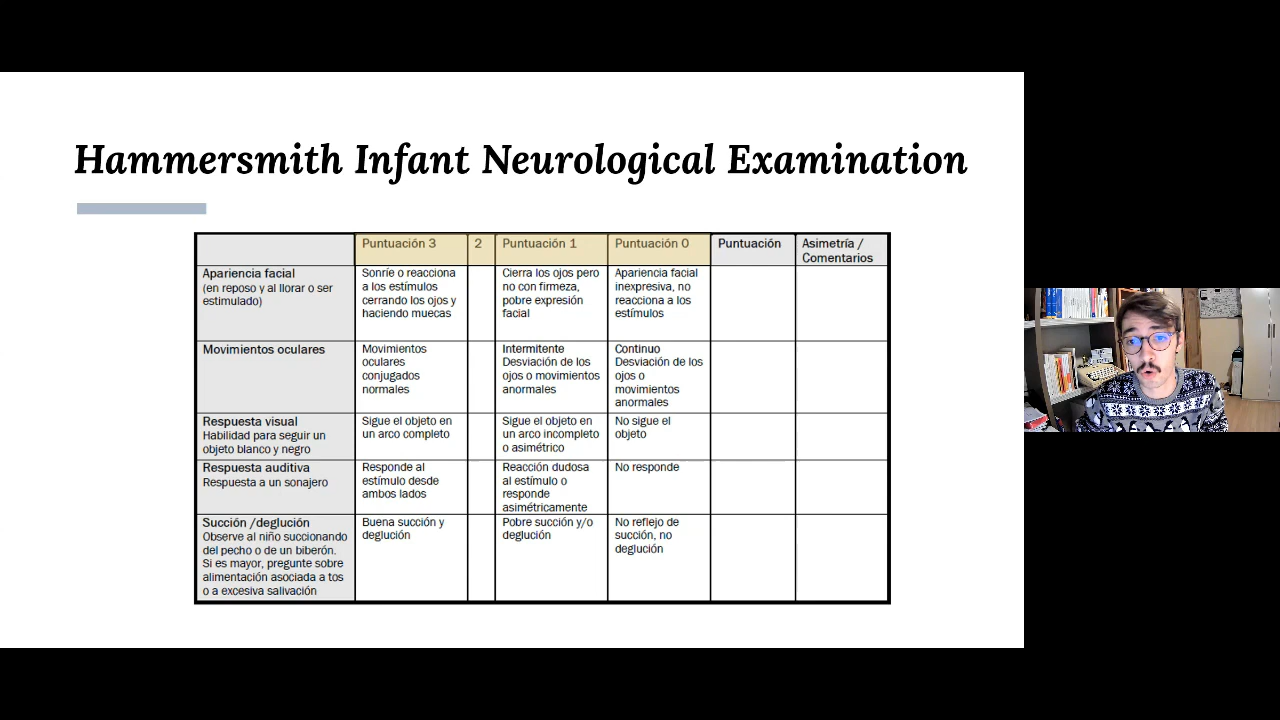 Hammersmith Infant Neurological Examination
Puntuación 3
2
Puntuación 1
Puntuación 0
Puntuación
Asimetría /
Comentarios
Apariencia facial
(en reposo y al llorar o ser
estimulado)
Sonríe o reacciona
a los estímulos
cerrando los ojos y
haciendo muecas
Cierra los ojos pero
no con firmeza,
pobre expresión
facial
Apariencia facial
inexpresiva, no
reacciona a los
estímulos
Movimientos oculares
Movimientos
oculares
conjugados
normales
Intermitente
Desviación de los
ojos o movimientos
anormales
Continuo
Desviación de los
ojos o
movimientos
anormales
Respuesta visual
Habilidad para seguir un
objeto blanco y negro
Sigue el objeto en
un arco completo
Sigue el objeto en
un arco incompleto
o asimétrico
No sigue el
objeto
Respuesta auditiva
Respuesta a un sonajero
Responde al
estímulo desde
ambos lados
Reacción dudosa
al estímulo o
responde
asimétricamente
No responde
Succión /deglución
Observe al niño succionando
del pecho o de un biberón.
Si es mayor, pregunte sobre
alimentación asociada a tos
o a excesiva salivación
Buena succión y
deglución
Pobre succión y/o
deglución
No reflejo de
succión, no
deglución